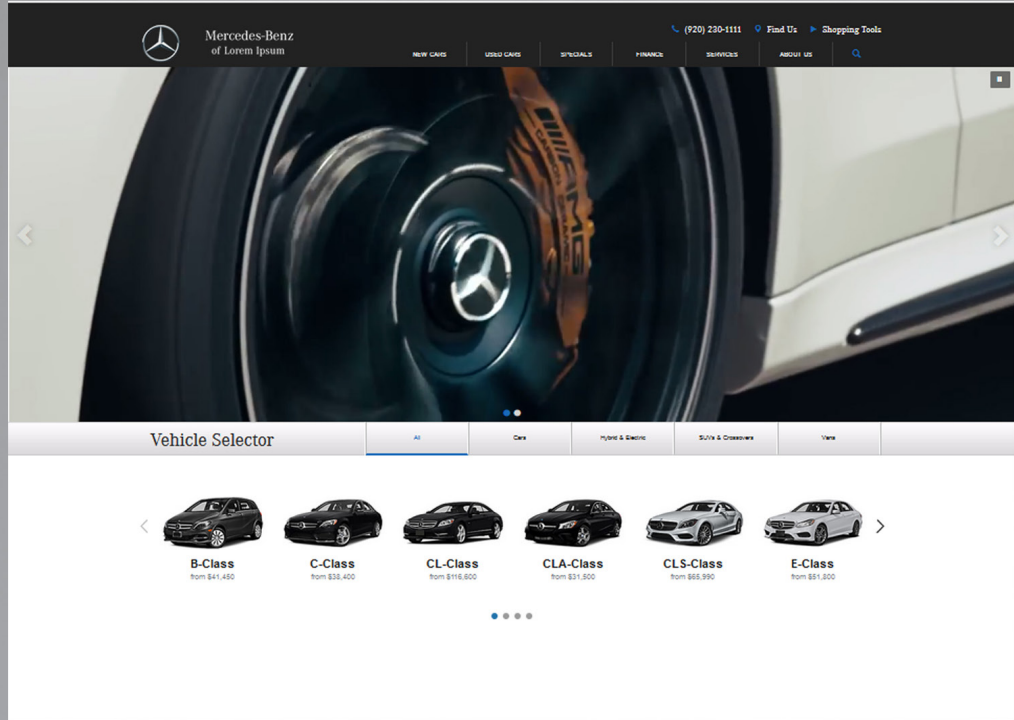 Mercedes-Benz
of Lorem Ipsum
(920) 230-1111 Find Us Shopping Tools
NEW CARS USED CARS SPECIALS FINANCE SERVICES ABOUT US
AMG
CARBON CERAMIC
Vehicle Selector
All Cars Hybrid & Electric SUVs & Crossovers Vans
B-Class C-Class CL-Class CLA-Class CLS-Class E-Class
from $41,450 from $38,400 from $116,600 from $31,500 from $65,990 from $51,800